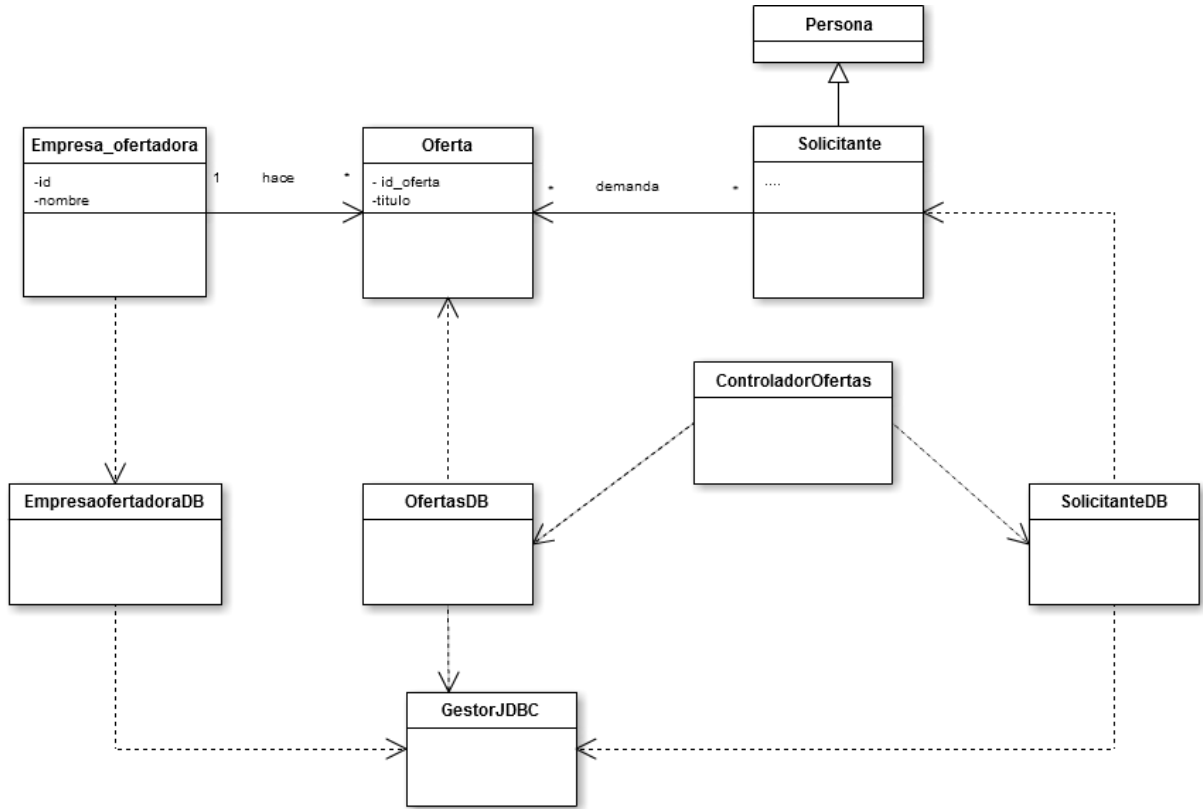 Persona
Empresa_ofertadora
-id
-nombre
1 hace *
Oferta
- id_oferta
-titulo
* demanda *
Solicitante
....
ControladorOfertas
EmpresaofertadoraDB
OfertasDB
SolicitanteDB
GestorJDBC